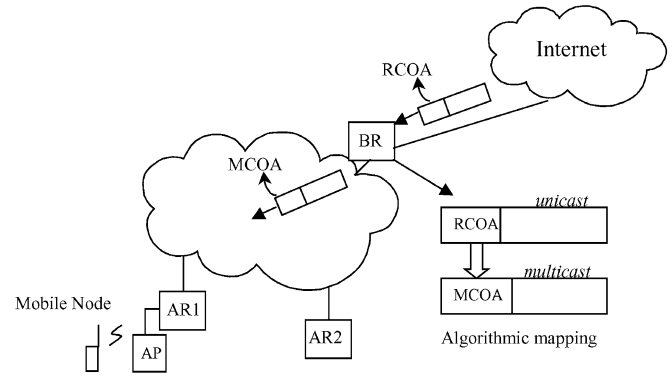 Internet
RCOA
BR
MCOA
unicast
RCOA
multicast
MCOA
Mobile Node
AR1
AP
AR2
Algorithmic mapping